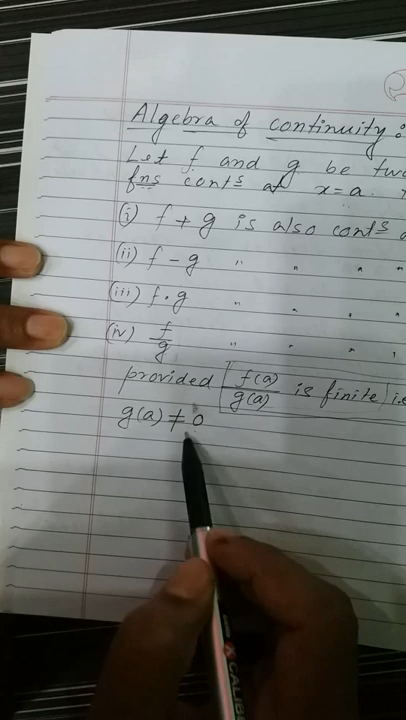 Algebra of continuity:
Let f and g be two
fns conts at x=a.
(i) f + g is also conts a
(ii) f - g " " " "
(iii) f . g " " " "
(iv) f/g " " " "
provided f(a)/g(a) is finite i.e
g(a) ≠ 0
CALIB